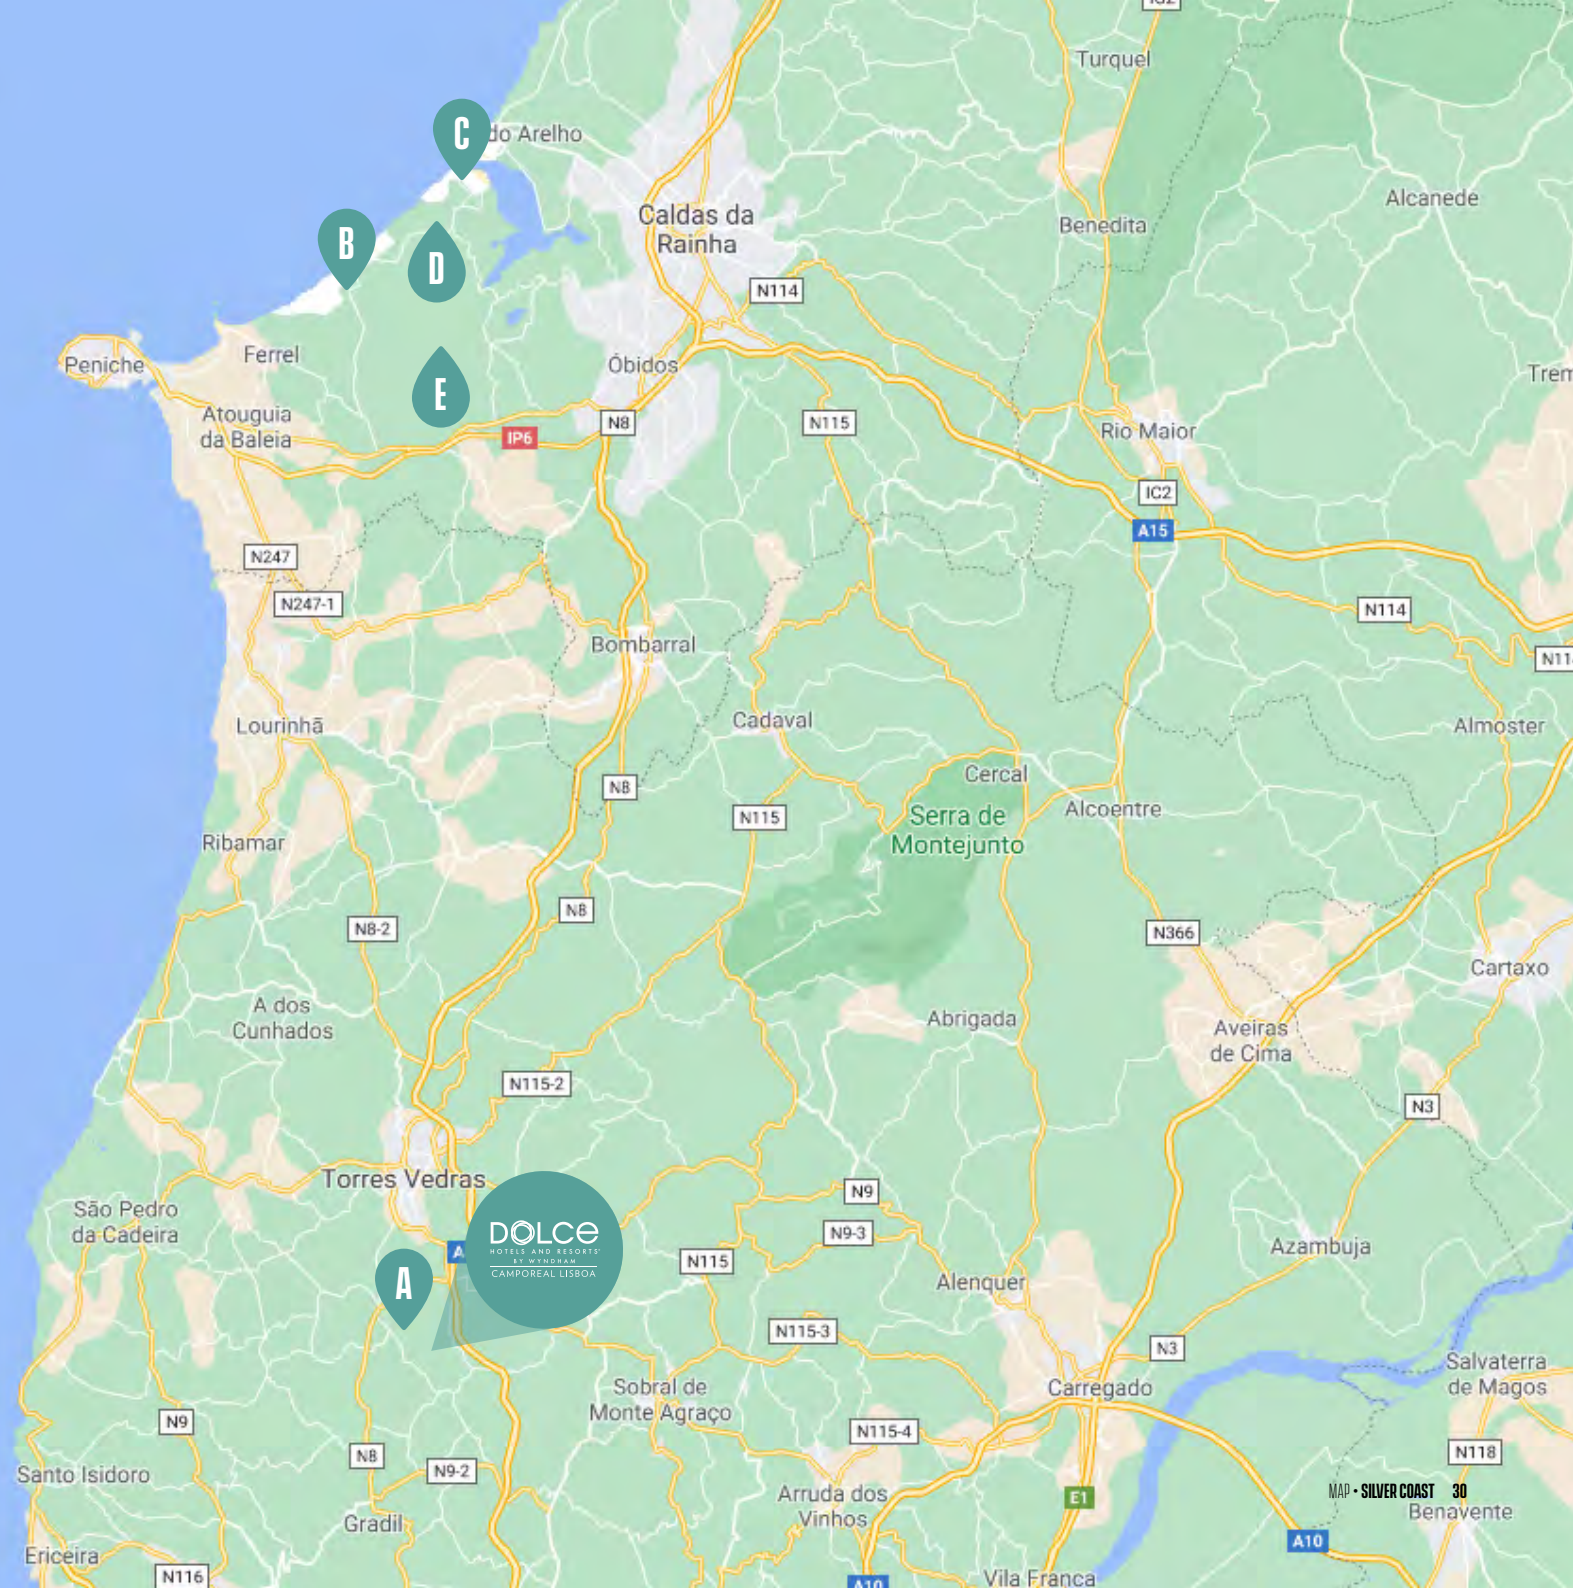 IC2
Turquel
C
do Arelho
Alcanede
Caldas da
Rainha
Benedita
B
D
N114
Ferrel
Peniche
Óbidos
Trem
E
Atouguia
da Baleia
IP6
N8
N115
Rio Maior
IC2
A15
N247
N247-1
N114
Bombarral
N11
Lourinhã
Cadaval
Almoster
Cercal
N8
Alcoentre
N115
Serra de
Montejunto
Ribamar
N8
N8-2
N366
Cartaxo
A dos
Cunhados
Abrigada
Aveiras
de Cima
N115-2
N3
Torres Vedras
N9
São Pedro
da Cadeira
DOLCE
HOTELS AND RESORTS®
BY WYNDHAM
CAMPOREAL LISBOA
N9-3
A
Azambuja
N115
A
Alenquer
N115-3
N3
Salvaterra
de Magos
Sobral de
Monte Agraço
Carregado
N9
N115-4
N8
N9-2
N118
Santo Isidoro
Arruda dos
Vinhos
E1
MAP • SILVER COAST 30
Benavente
Gradil
A10
Ericeira
N116
A10
Vila Franca